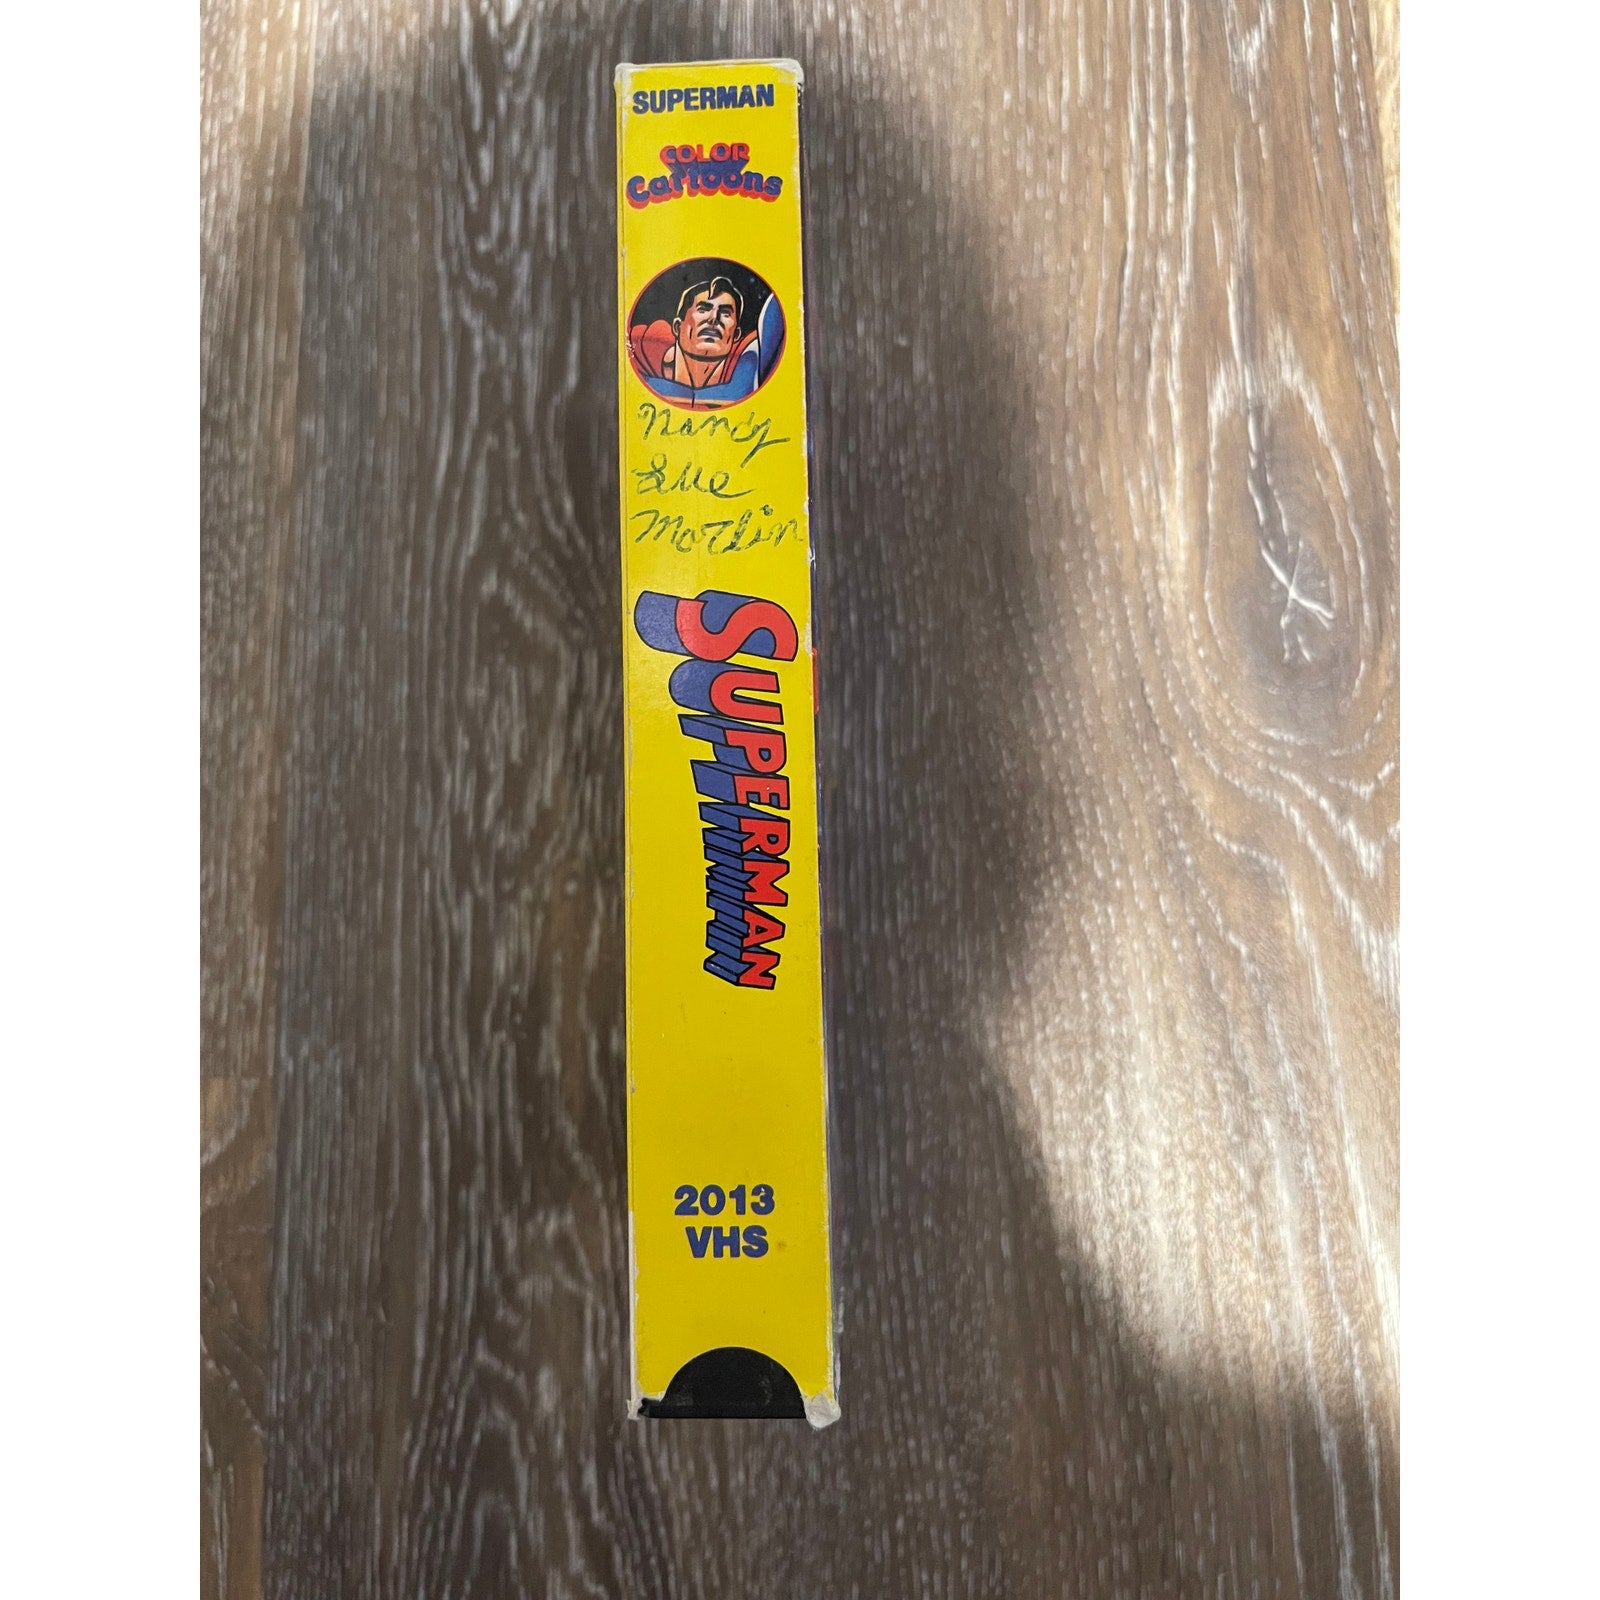 SUPERMAN
COLOR
Cartoons
Nancy
Sue
Martin
SUPERMAN
2013
VHS